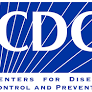 CDC
ENTERS FOR DISE
ONTROL AND PREVENT